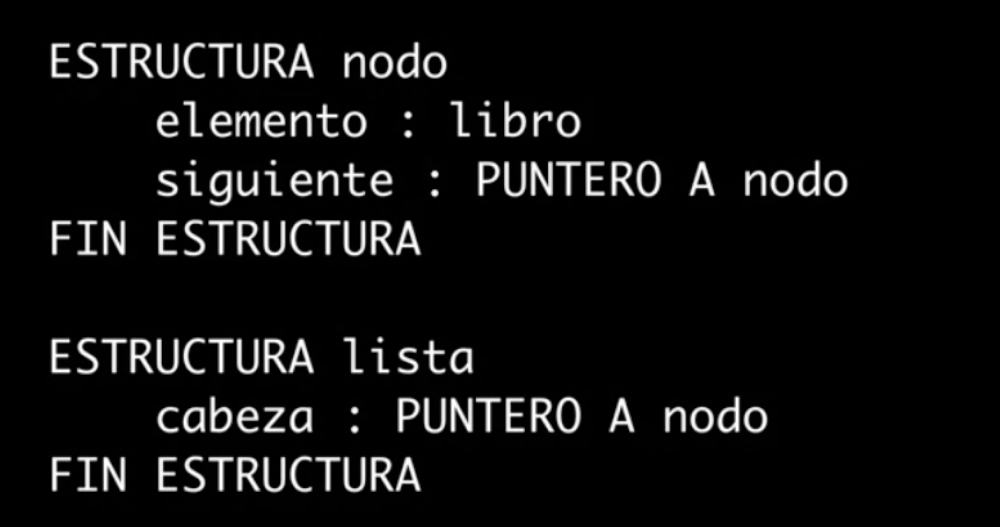 ESTRUCTURA nodo
elemento : libro
siguiente : PUNTERO A nodo
FIN ESTRUCTURA
ESTRUCTURA lista
cabeza : PUNTERO A nodo
FIN ESTRUCTURA